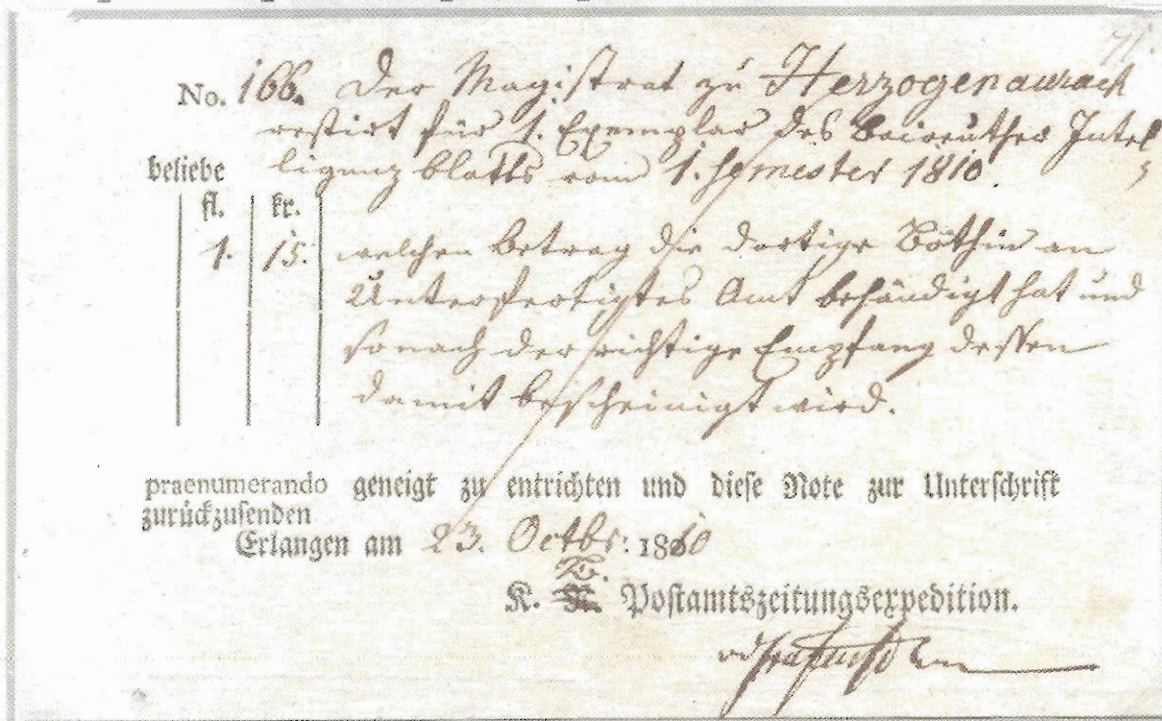 No. 166. Der Magistrat zu Herzogenaurach
restirt für 1. Exemplar des Baireuther Intel
beliebe ligenz blatts vom 1. Semester 1810.
fl. kr.
1. 15. welchen Betrag die dortige Böthin an
Unterfertigtes Amt behändigt hat und
sonach der richtige Empfang dessen
damit bescheinigt wird.
praenumerando geneigt zu entrichten und diese Note zur Unterschrift
zurückzusenden
Erlangen am 23. Octbr: 1810
K. B. Postamtszeitungsexpedition.